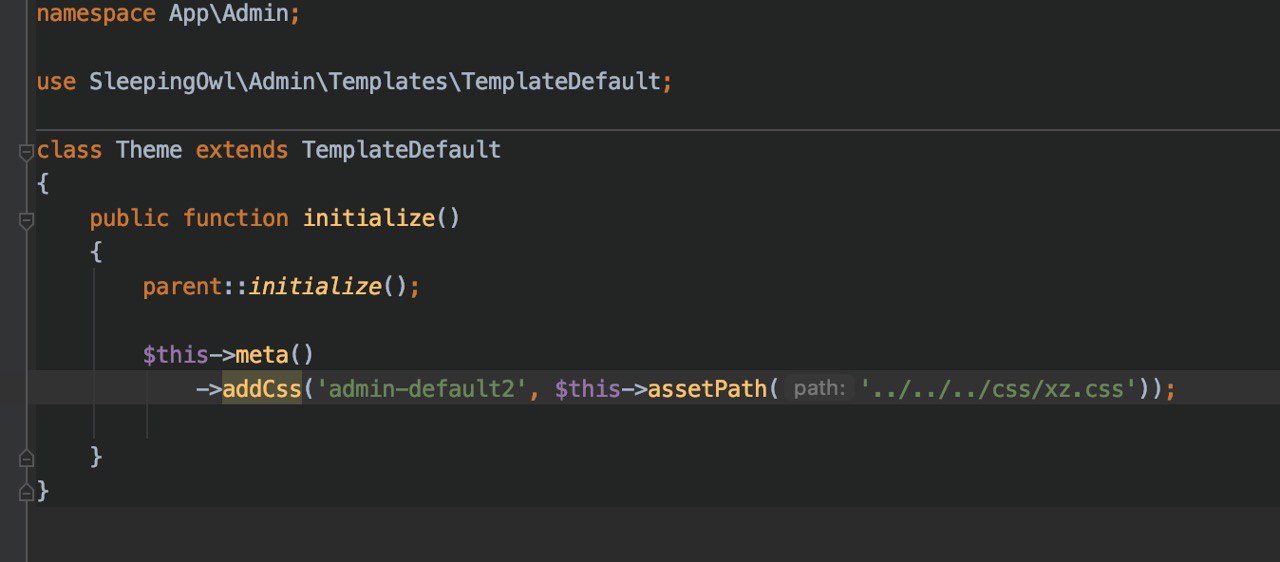 namespace App\Admin;
use SleepingOwl\Admin\Templates\TemplateDefault;
class Theme extends TemplateDefault
{
public function initialize()
{
parent::initialize();
$this->meta()
->addCss('admin-default2', $this->assetPath( path: '../../../css/xz.css'));
}
}